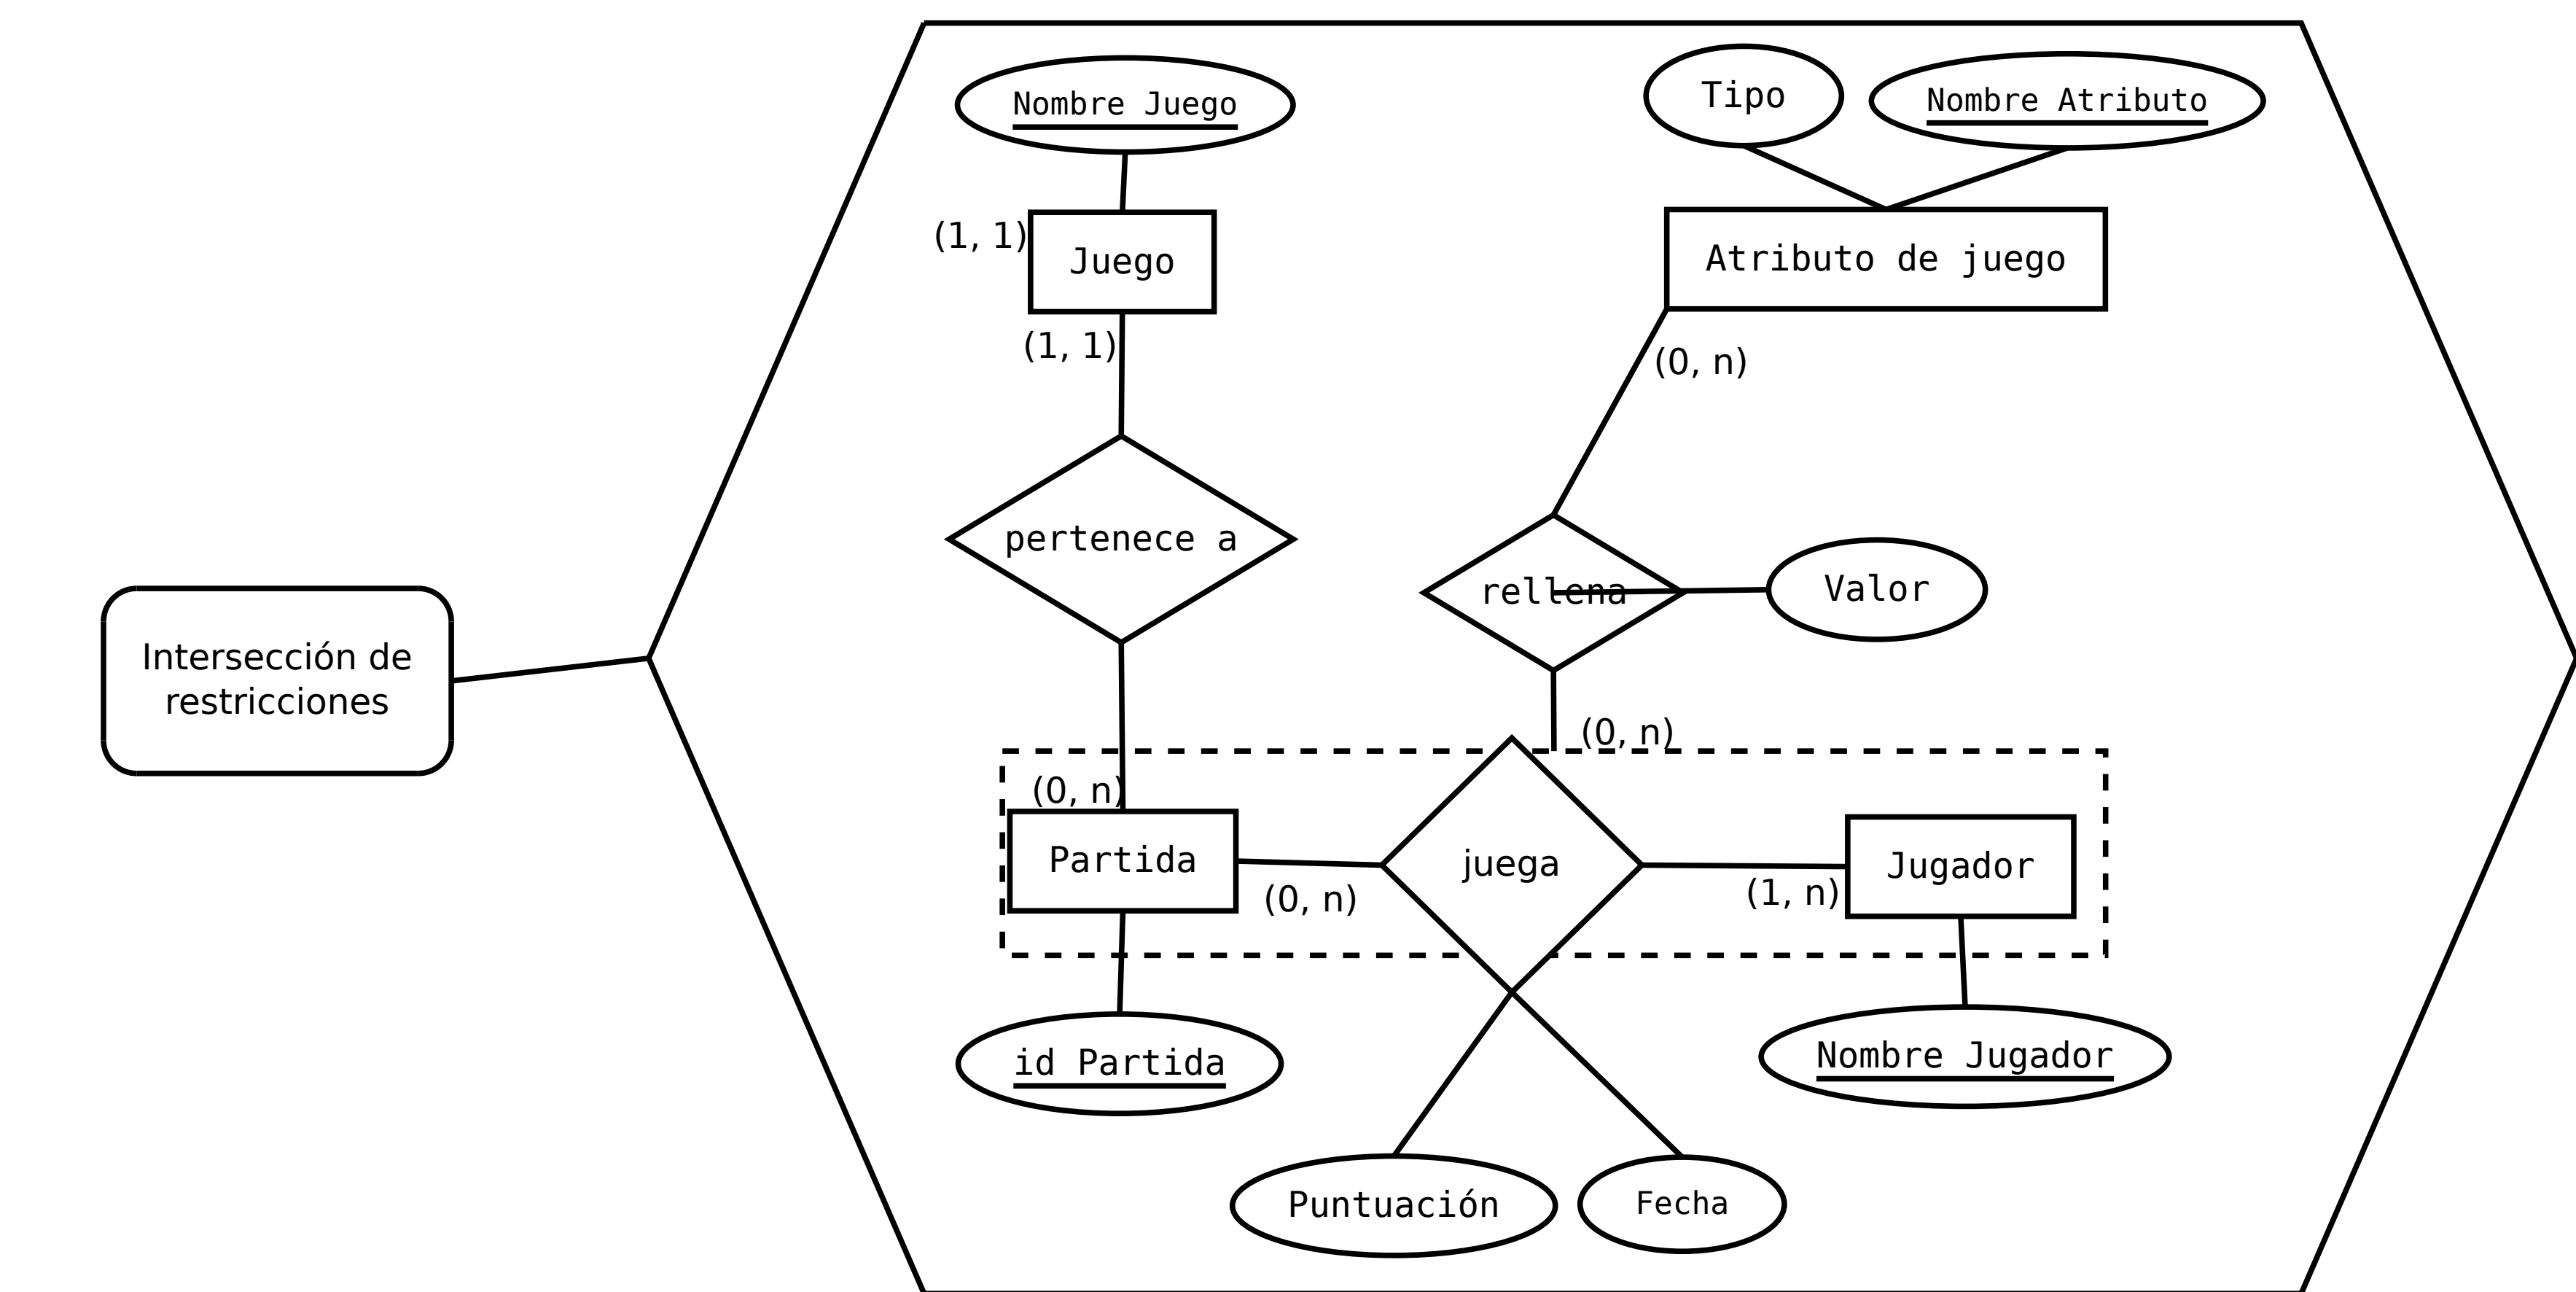 Nombre Juego
Tipo
Nombre Atributo
(1, 1)
Juego
Atributo de juego
(1, 1)
(0, n)
pertenece a
rellena
Valor
Intersección de
restricciones
(0, n)
(0, n)
Partida
juega
Jugador
(0, n)
(1, n)
id Partida
Nombre Jugador
Puntuación
Fecha